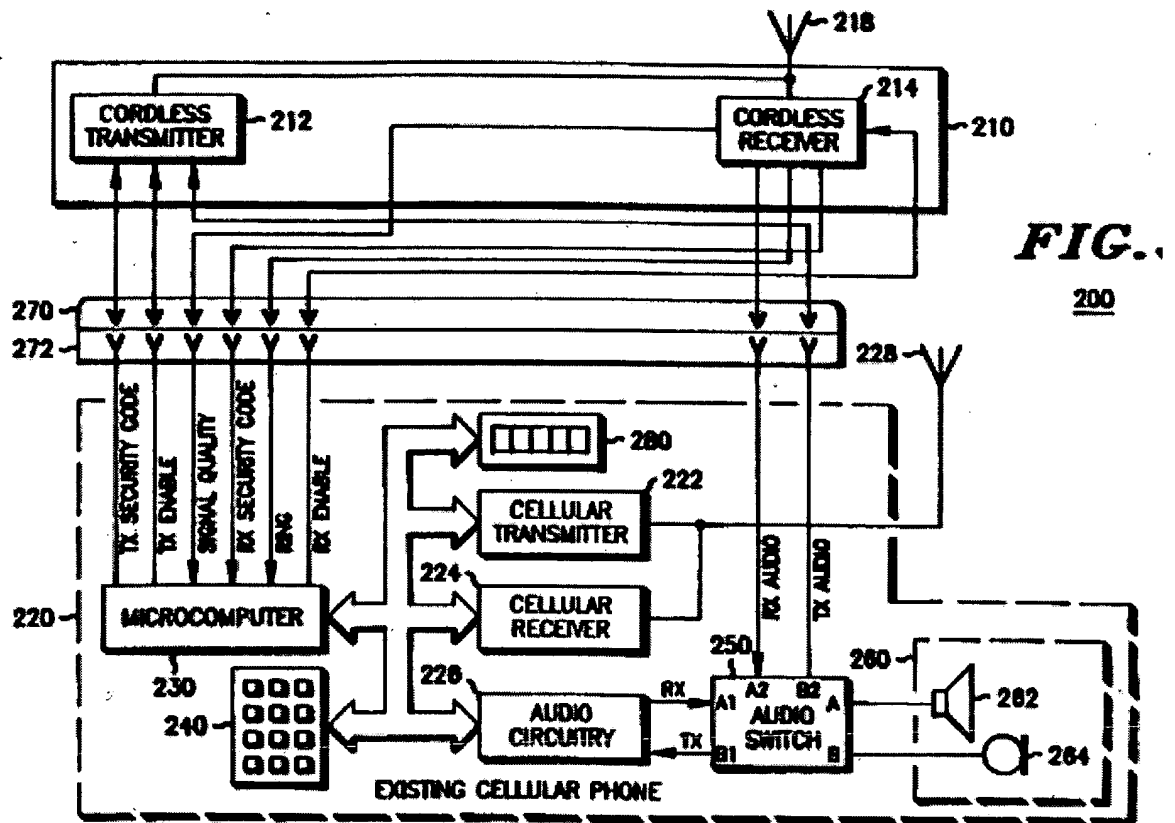 218
CORDLESS
TRANSMITTER
212
CORDLESS
RECEIVER
214
210
FIG.
200
270
272
228
TX SECURITY CODE
TX ENABLE
SIGNAL QUALITY
RX SECURITY CODE
RING
RX ENABLE
RX AUDIO
TX AUDIO
280
222
CELLULAR
TRANSMITTER
224
CELLULAR
RECEIVER
220
MICROCOMPUTER
230
240
226
AUDIO
CIRCUITRY
RX
TX
250
A1 A2 B2 A
AUDIO
SWITCH
B1 B
260
262
264
EXISTING CELLULAR PHONE